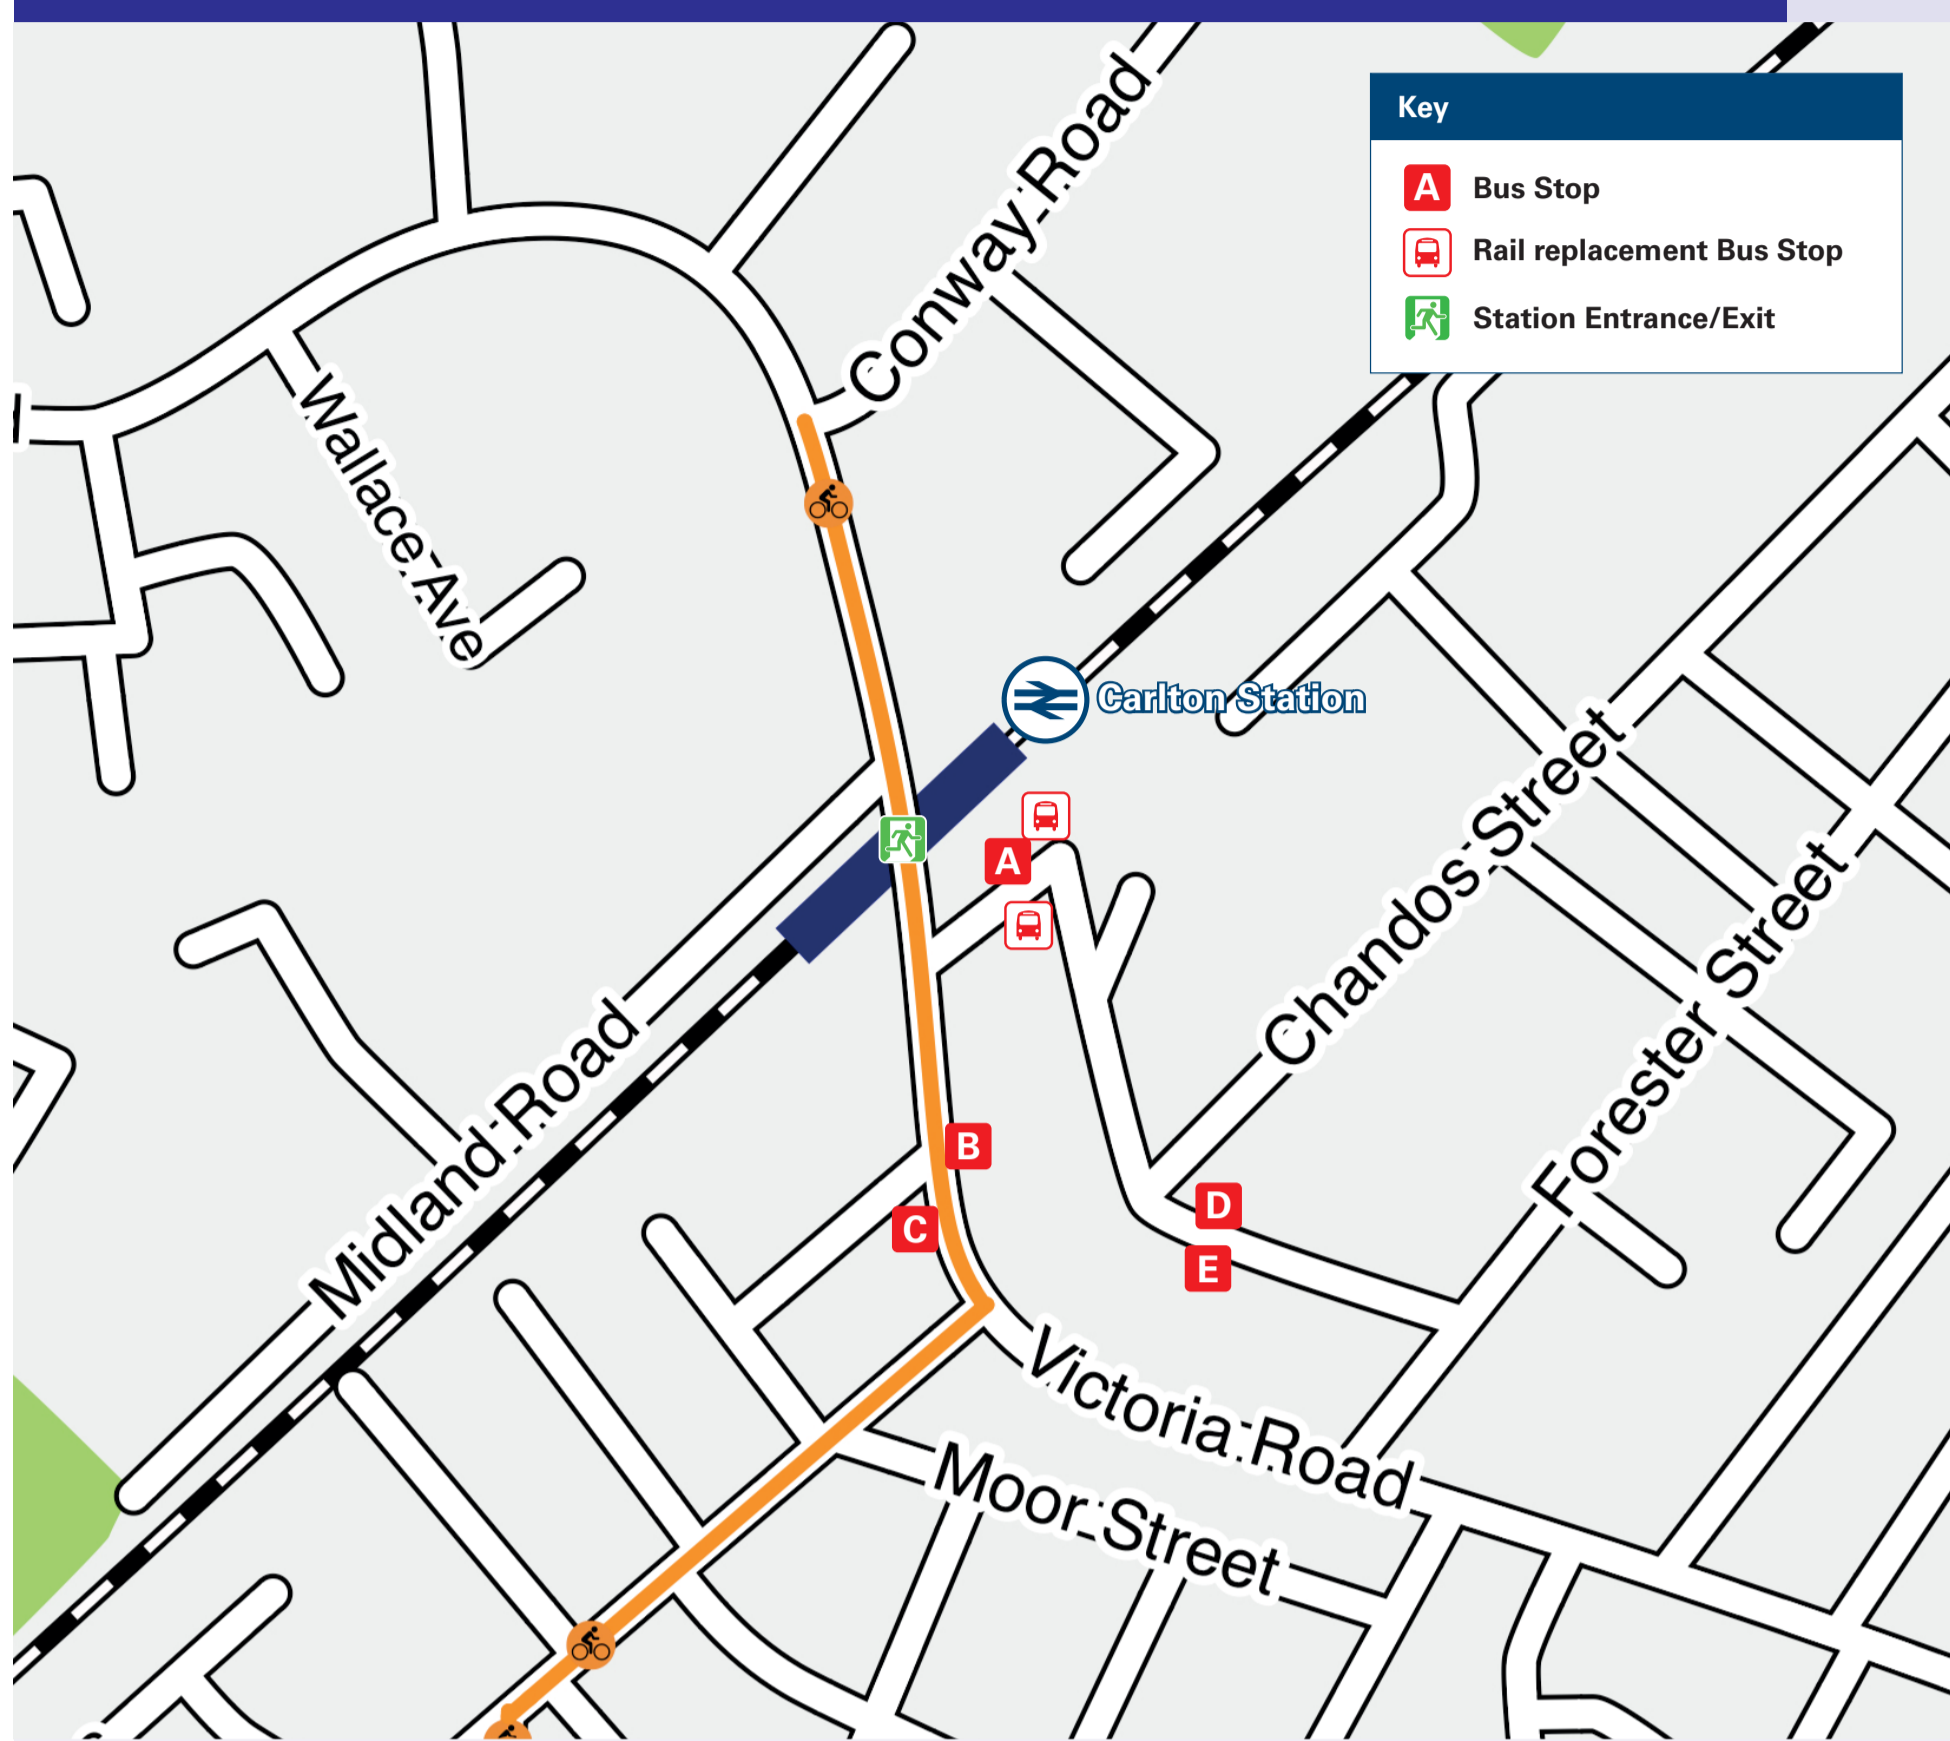 Key
A Bus Stop
Rail replacement Bus Stop
Station Entrance/Exit
Conway Road
Wallace Ave
Carlton Station
A
Chandos Street
Forester Street
Midland Road
B
C
D
E
Victoria Road
Moor Street